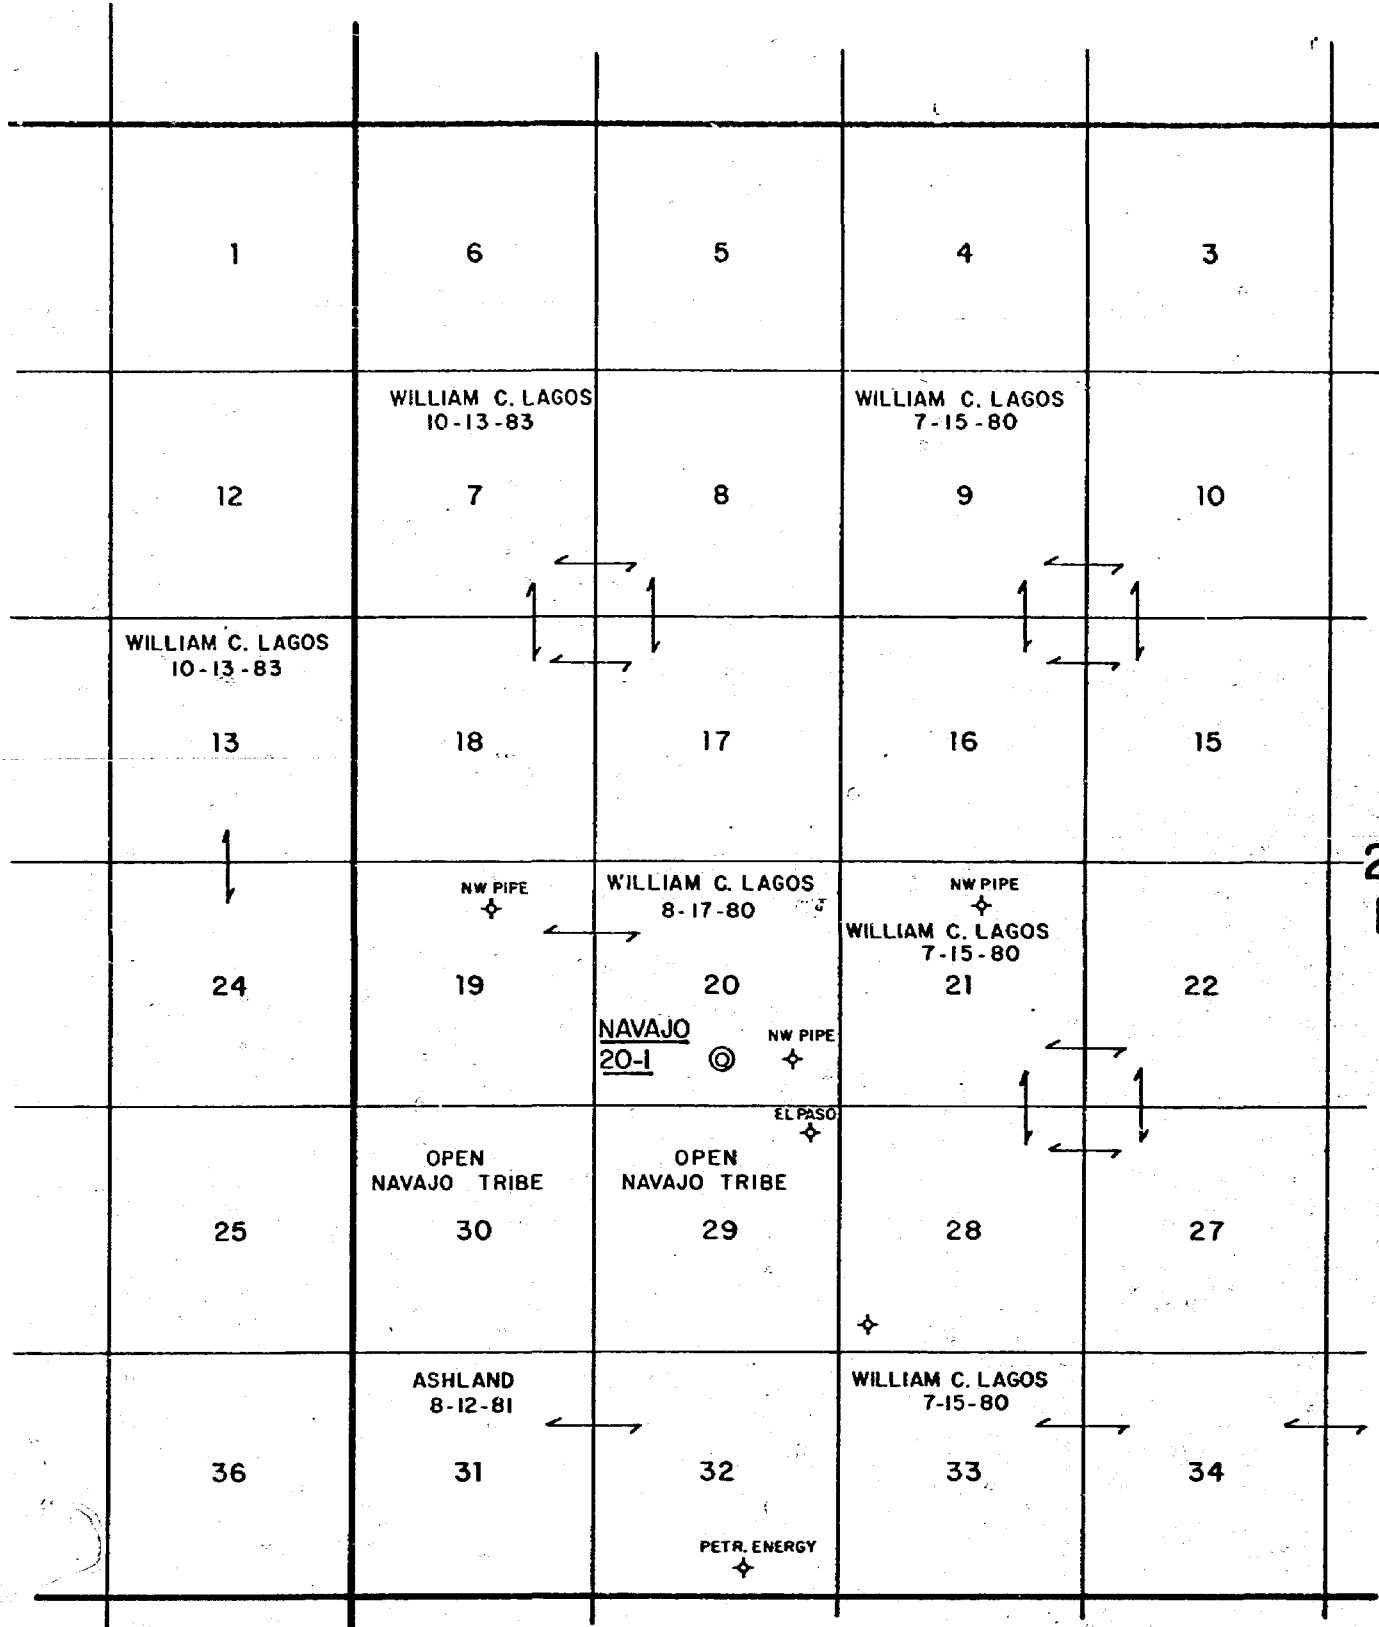 1
6
5
4
3
WILLIAM C. LAGOS
10-13-83
WILLIAM C. LAGOS
7-15-80
12
7
8
9
10
WILLIAM C. LAGOS
10-13-83
13
18
17
16
15
NW PIPE
WILLIAM C. LAGOS
8-17-80
NW PIPE
WILLIAM C. LAGOS
7-15-80
24
19
20
21
22
NAVAJO
20-1
NW PIPE
EL PASO
OPEN
NAVAJO TRIBE
OPEN
NAVAJO TRIBE
25
30
29
28
27
ASHLAND
8-12-81
WILLIAM C. LAGOS
7-15-80
36
31
32
33
34
PETR. ENERGY